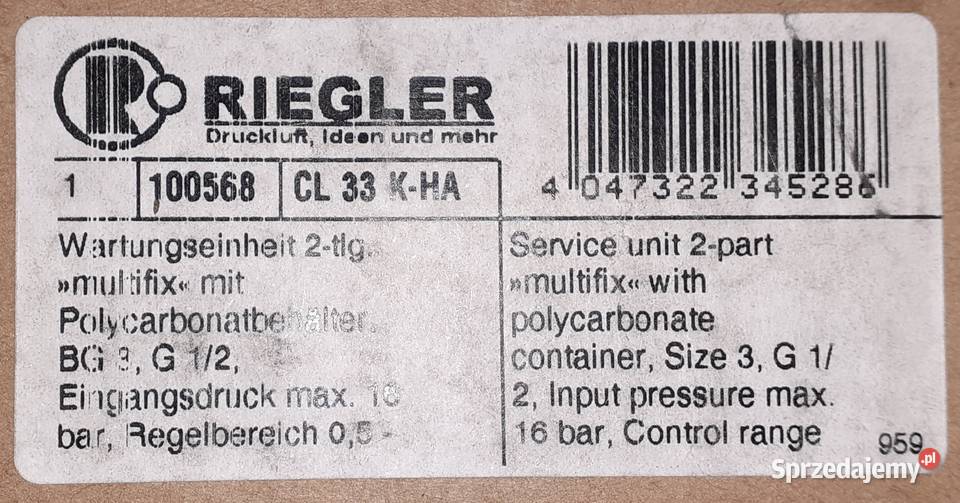 RIEGLER
Druckluft, Ideen und mehr
4 047322 345286
1 100568 CL 33 K-HA
Wartungseinheit 2-tlg.
»multifix« mit
Polycarbonatbehälter,
BG 3, G 1/2,
Eingangsdruck max. 16
bar, Regelbereich 0,5 -
Service unit 2-part
»multifix« with
polycarbonate
container, Size 3, G 1/
2, Input pressure max.
16 bar, Control range
959
Sprzedajemy.pl